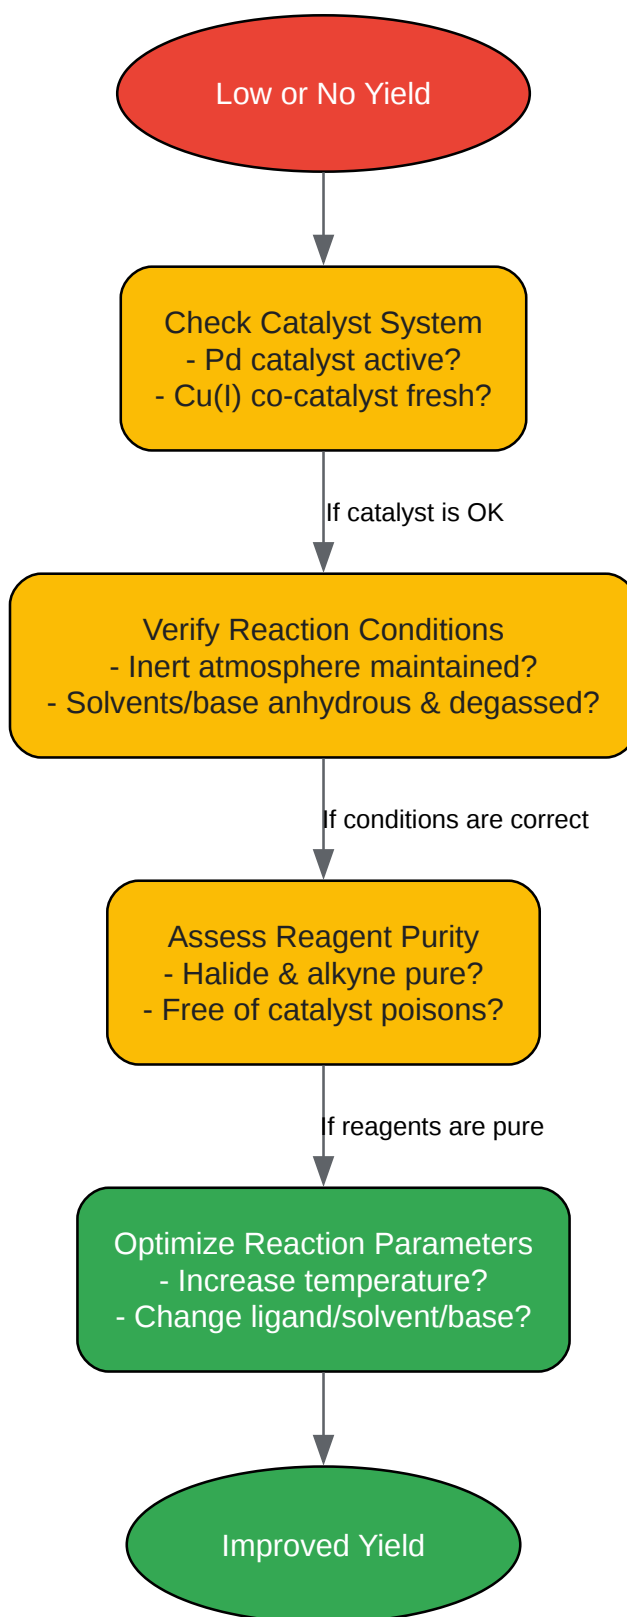 Low or No Yield
Check Catalyst System
- Pd catalyst active?
- Cu(I) co-catalyst fresh?
If catalyst is OK
Verify Reaction Conditions
- Inert atmosphere maintained?
- Solvents/base anhydrous & degassed?
If conditions are correct
Assess Reagent Purity
- Halide & alkyne pure?
- Free of catalyst poisons?
If reagents are pure
Optimize Reaction Parameters
- Increase temperature?
- Change ligand/solvent/base?
Improved Yield